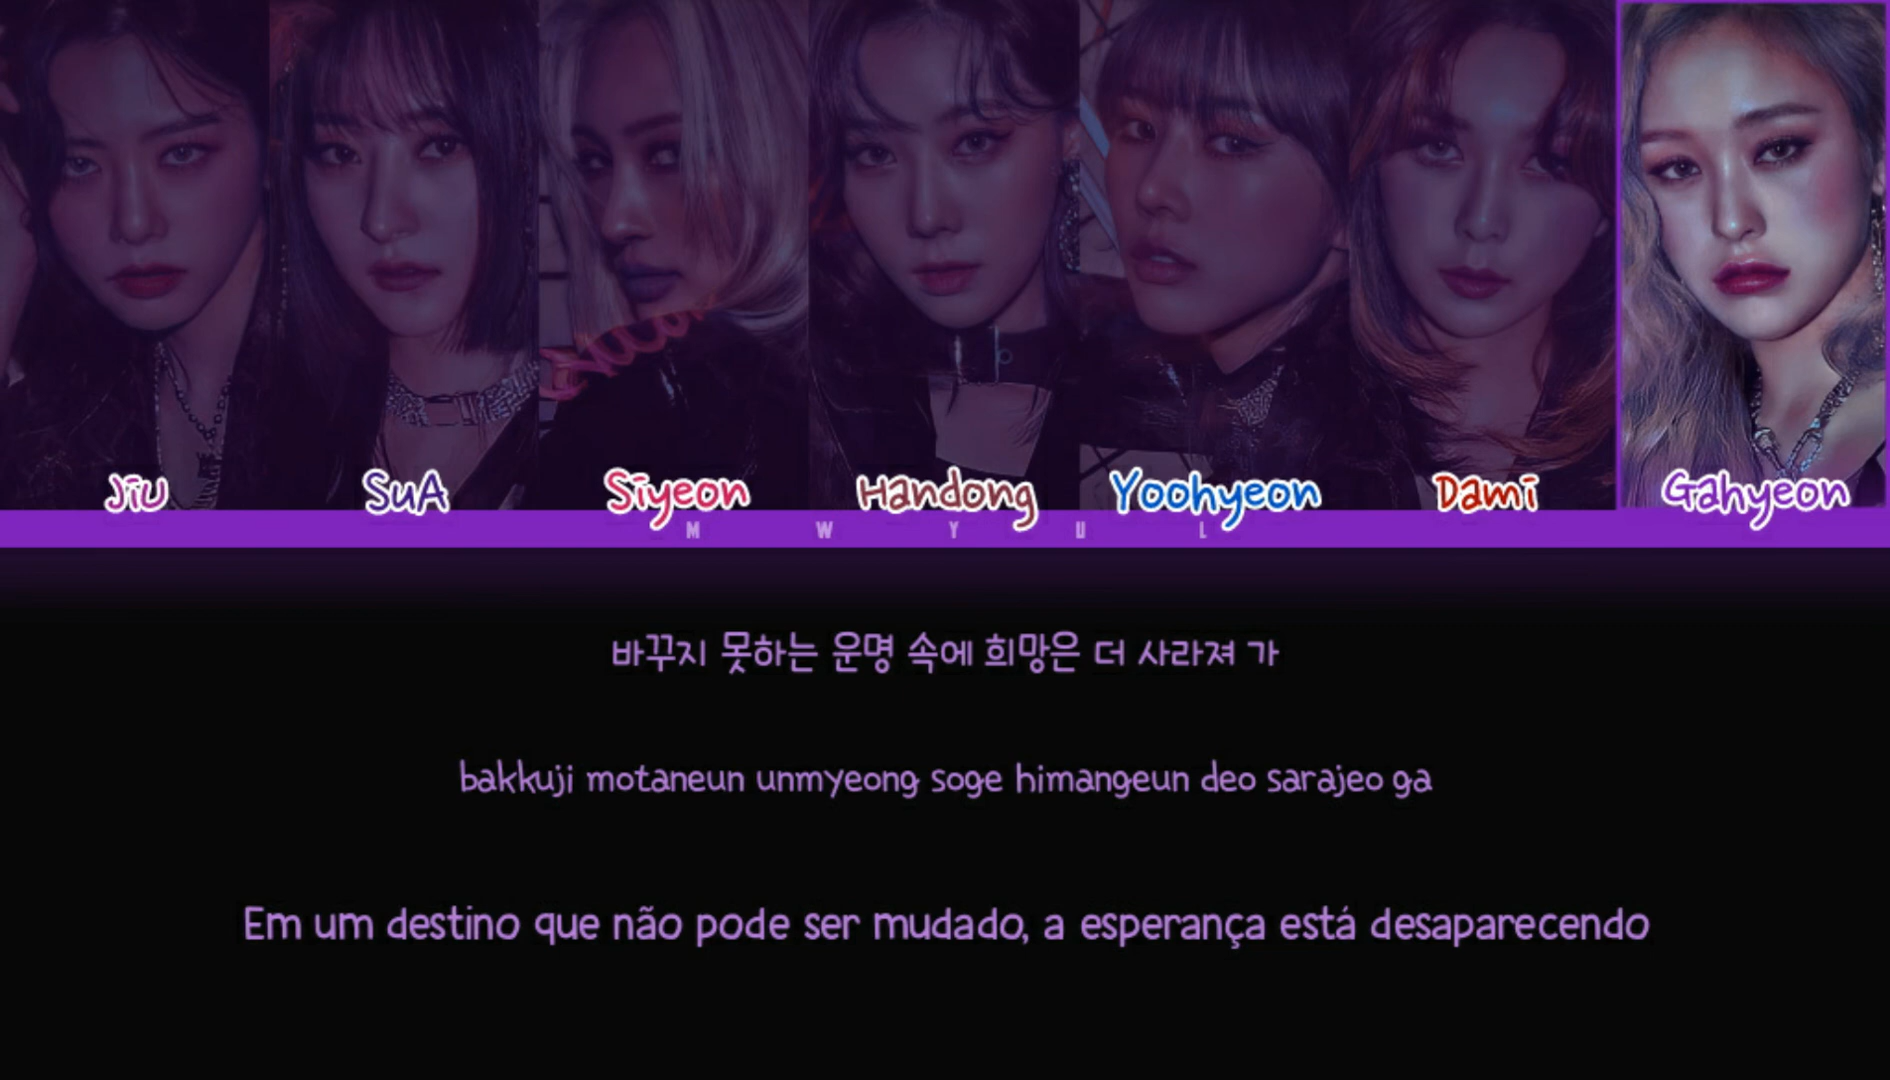 JiU SuA Siyeon Handong Yoohyeon Dami Gahyeon
M W Y U L
바꾸지 못하는 운명 속에 희망은 더 사라져 가
bakkuji motaneun unmyeong soge himangeun deo sarajeo ga
Em um destino que não pode ser mudado, a esperança está desaparecendo